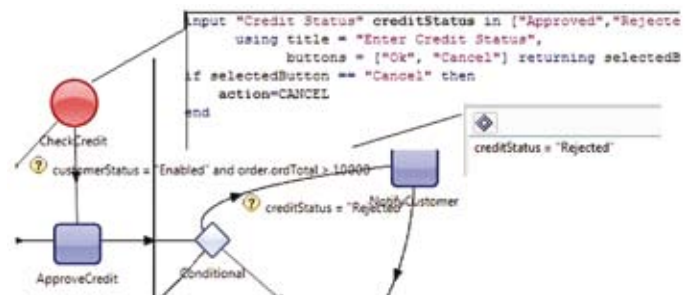 input "Credit Status" creditStatus in ["Approved","Rejecte
using title = "Enter Credit Status",
buttons = ["Ok", "Cancel"] returning selectedB
if selectedButton == "Cancel" then
action=CANCEL
end
CheckCredit
creditStatus = "Rejected"
customerStatus = "Enabled" and order.ordTotal > 10000
creditStatus = "Rejected"
NotifyCustomer
ApproveCredit
Conditional